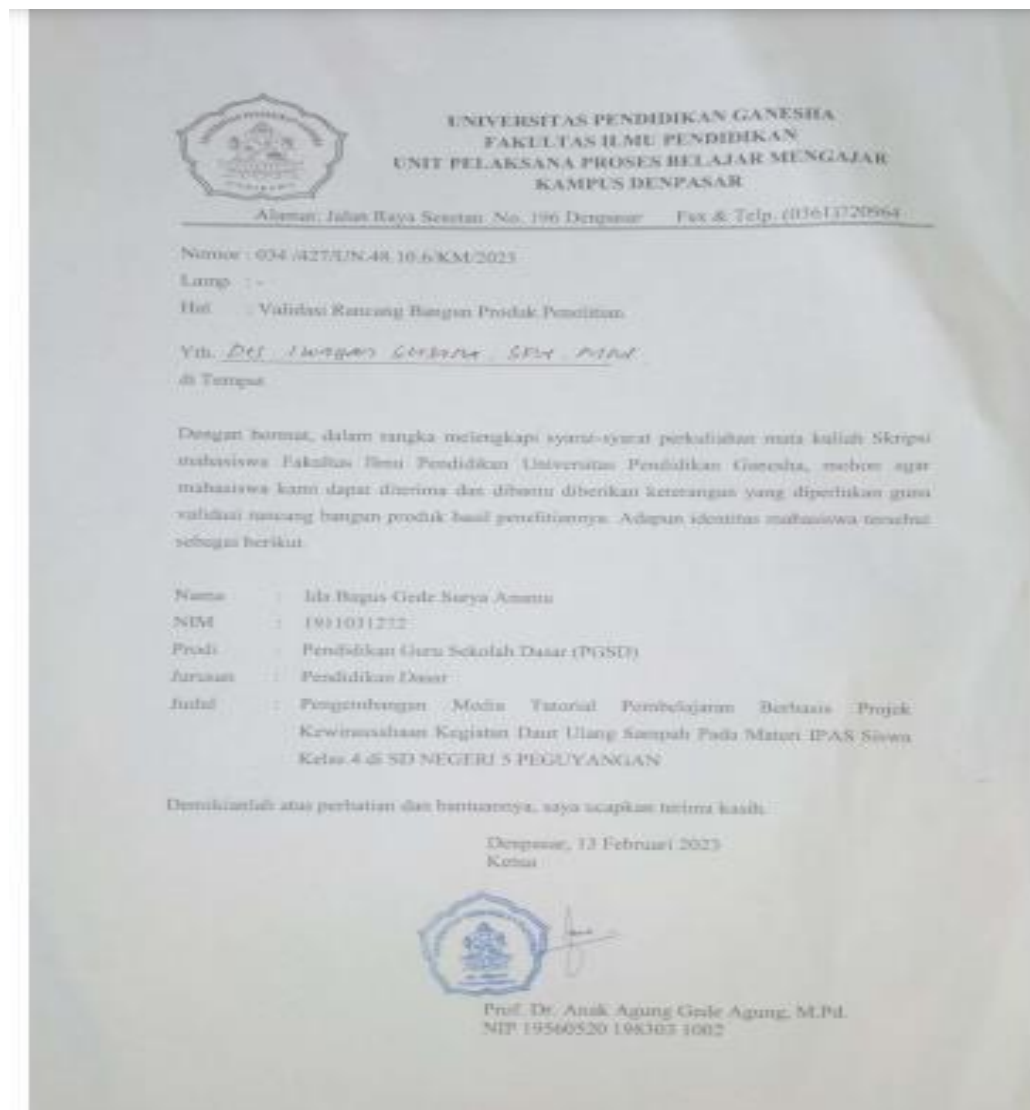 UNIVERSITAS PENDIDIKAN GANESHA
FAKULTAS ILMU PENDIDIKAN
UNIT PELAKSANA PROSES BELAJAR MENGAJAR
KAMPUS DENPASAR
Alamat: Jalan Raya Sesetan No. 196 Denpasar Fax & Telp. (0361)720964
Nomor : 034 /427/UN.48.10.6/KM/2023
Lamp : -
Hal : Validasi Rancang Bangun Produk Penelitian
Yth.
di Tempat
Dengan hormat, dalam rangka melengkapi syarat-syarat perkuliahan mata kuliah Skripsi
mahasiswa Fakultas Ilmu Pendidikan Universitas Pendidikan Ganesha, mohon agar
mahasiswa kami dapat diterima dan dibantu diberikan keterangan yang diperlukan guna
validasi rancang bangun produk hasil penelitiannya. Adapun identitas mahasiswa tersebut
sebagai berikut
Nama : Ida Bagus Gede Surya Ananta
NIM : 1911031272
Prodi : Pendidikan Guru Sekolah Dasar (PGSD)
Jurusan : Pendidikan Dasar
Judul : Pengembangan Media Tutorial Pembelajaran Berbasis Projek
Kewirausahaan Kegiatan Daur Ulang Sampah Pada Materi IPAS Siswa
Kelas 4 di SD NEGERI 5 PEGUYANGAN
Demikianlah atas perhatian dan bantuannya, saya ucapkan terima kasih.
Denpasar, 13 Februari 2023
Ketua
Prof. Dr. Anak Agung Gede Agung, M.Pd.
NIP 19560520 198303 1002